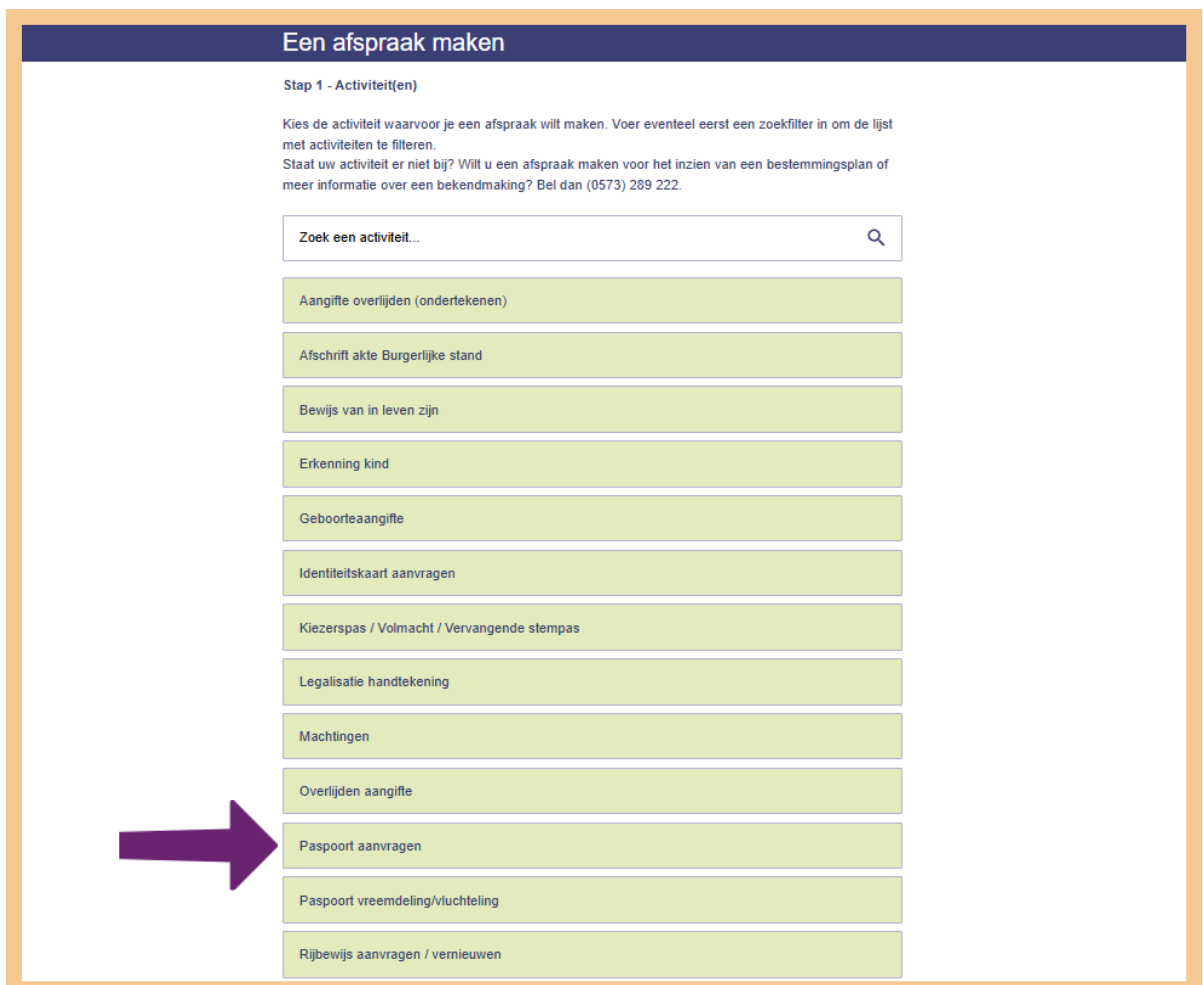 Een afspraak maken
Stap 1 - Activiteit(en)
Kies de activiteit waarvoor je een afspraak wilt maken. Voer eventueel eerst een zoekfilter in om de lijst
met activiteiten te filteren.
Staat uw activiteit er niet bij? Wilt u een afspraak maken voor het inzien van een bestemmingsplan of
meer informatie over een bekendmaking? Bel dan (0573) 289 222.
Zoek een activiteit...
Aangifte overlijden (ondertekenen)
Afschrift akte Burgerlijke stand
Bewijs van in leven zijn
Erkenning kind
Geboorteaangifte
Identiteitskaart aanvragen
Kiezerspas / Volmacht / Vervangende stempas
Legalisatie handtekening
Machtingen
Overlijden aangifte
Paspoort aanvragen
Paspoort vreemdeling/vluchteling
Rijbewijs aanvragen / vernieuwen